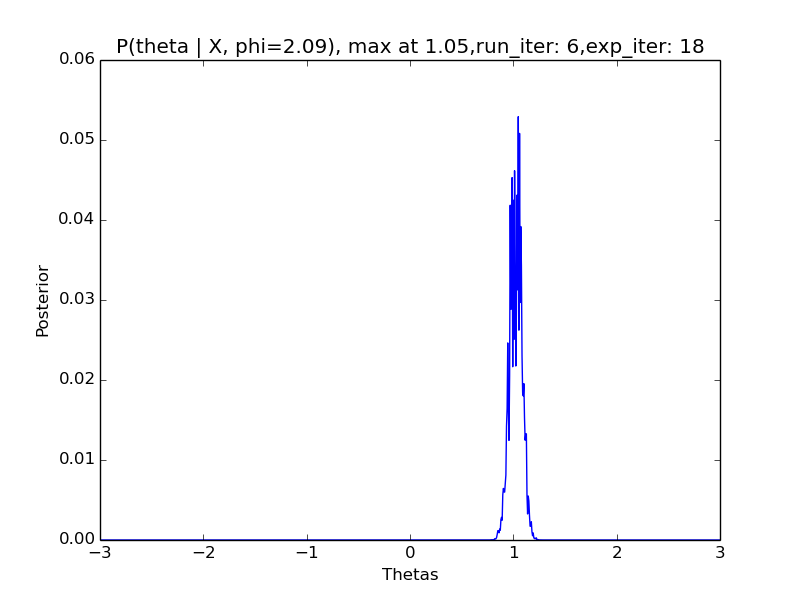 P(theta | X, phi=2.09), max at 1.05,run_iter: 6,exp_iter: 18
0.06
0.05
0.04
0.03
0.02
0.01
0.00
Posterior
−3 −2 −1 0 1 2 3
Thetas